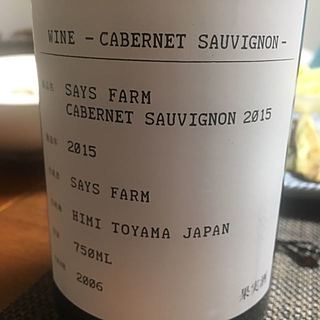 WINE - CABERNET SAUVIGNON -
SAYS FARM
CABERNET SAUVIGNON 2015
2015
SAYS FARM
HIMI TOYAMA JAPAN
750ML
2006
果実酒